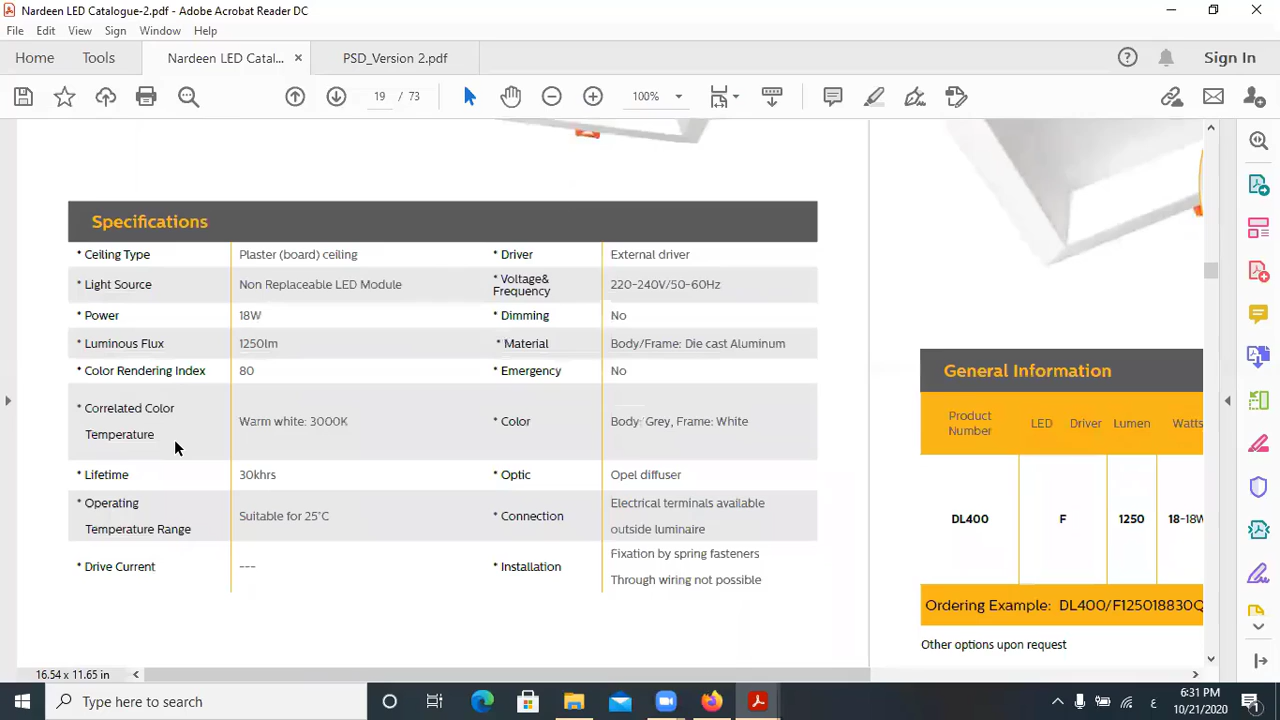 Nardeen LED Catalogue-2.pdf - Adobe Acrobat Reader DC
File Edit View Sign Window Help
Home Tools Nardeen LED Catal... × PSD_Version 2.pdf Sign In
19 / 73 100%
Specifications
* Ceiling Type Plaster (board) ceiling * Driver External driver
* Light Source Non Replaceable LED Module * Voltage& Frequency 220-240V/50-60Hz
* Power 18W * Dimming No
* Luminous Flux 1250lm * Material Body/Frame: Die cast Aluminum
* Color Rendering Index 80 * Emergency No
* Correlated Color
Temperature Warm white: 3000K * Color Body: Grey, Frame: White
* Lifetime 30khrs * Optic Opel diffuser
* Operating
Temperature Range Suitable for 25°C * Connection Electrical terminals available
outside luminaire
* Drive Current --- * Installation Fixation by spring fasteners
Through wiring not possible
General Information
Product Number LED Driver Lumen Watts
DL400 F 1250 18-18W
Ordering Example: DL400/F125018830Q
Other options upon request
16.54 x 11.65 in
Type here to search
ع
6:31 PM
10/21/2020
1